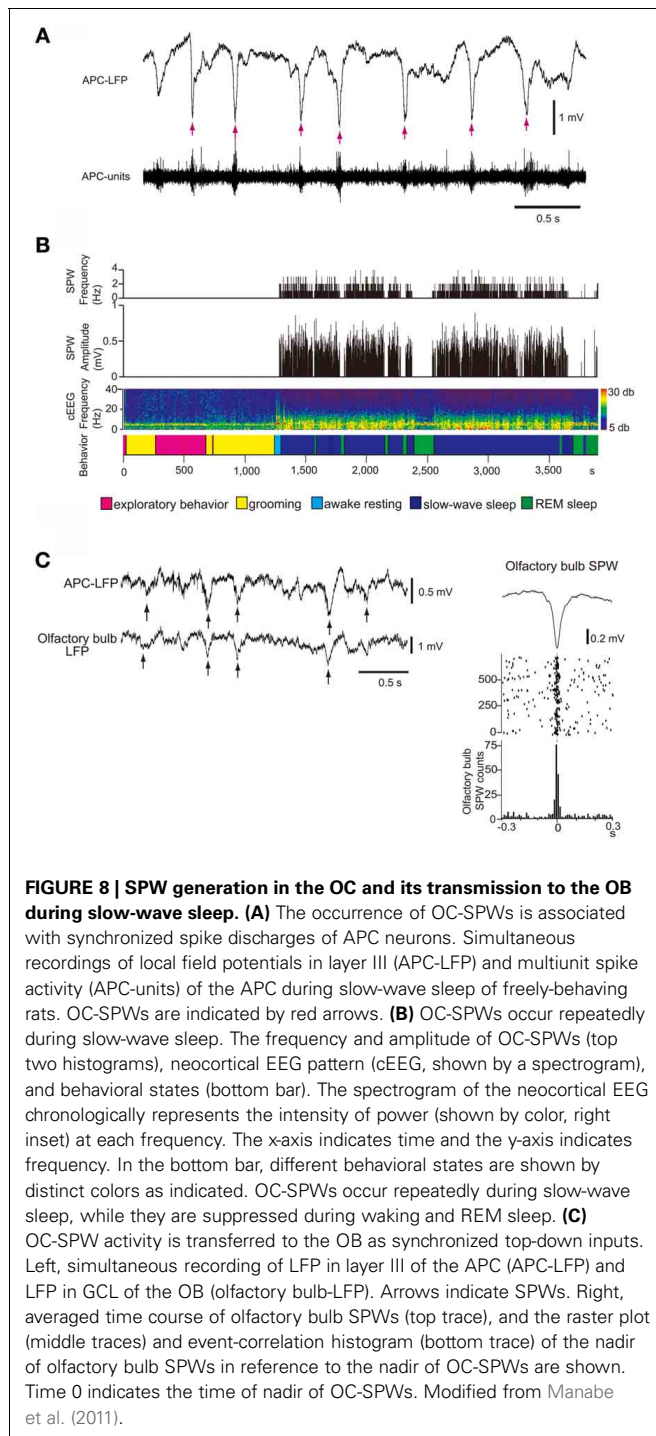 A
APC-LFP
1 mV
APC-units
0.5 s
B
SPW
Frequency
(Hz)
4
2
0
SPW
Amplitude
(mV)
1
0.5
0
cEEG
Frequency
(Hz)
40
20
0
30 db
5 db
Behavior
0 500 1,000 1,500 2,000 2,500 3,000 3,500 s
exploratory behavior grooming awake resting slow-wave sleep REM sleep
C
APC-LFP
0.5 mV
Olfactory bulb
LFP
1 mV
0.5 s
Olfactory bulb SPW
0.2 mV
500
250
0
Olfactory bulb
SPW counts
75
50
25
0
-0.3 0 0.3
s
FIGURE 8 | SPW generation in the OC and its transmission to the OB
during slow-wave sleep. (A) The occurrence of OC-SPWs is associated
with synchronized spike discharges of APC neurons. Simultaneous
recordings of local field potentials in layer III (APC-LFP) and multiunit spike
activity (APC-units) of the APC during slow-wave sleep of freely-behaving
rats. OC-SPWs are indicated by red arrows. (B) OC-SPWs occur repeatedly
during slow-wave sleep. The frequency and amplitude of OC-SPWs (top
two histograms), neocortical EEG pattern (cEEG, shown by a spectrogram),
and behavioral states (bottom bar). The spectrogram of the neocortical EEG
chronologically represents the intensity of power (shown by color, right
inset) at each frequency. The x-axis indicates time and the y-axis indicates
frequency. In the bottom bar, different behavioral states are shown by
distinct colors as indicated. OC-SPWs occur repeatedly during slow-wave
sleep, while they are suppressed during waking and REM sleep. (C)
OC-SPW activity is transferred to the OB as synchronized top-down inputs.
Left, simultaneous recording of LFP in layer III of the APC (APC-LFP) and
LFP in GCL of the OB (olfactory bulb-LFP). Arrows indicate SPWs. Right,
averaged time course of olfactory bulb SPWs (top trace), and the raster plot
(middle traces) and event-correlation histogram (bottom trace) of the nadir
of olfactory bulb SPWs in reference to the nadir of OC-SPWs are shown.
Time 0 indicates the time of nadir of OC-SPWs. Modified from Manabe
et al. (2011).